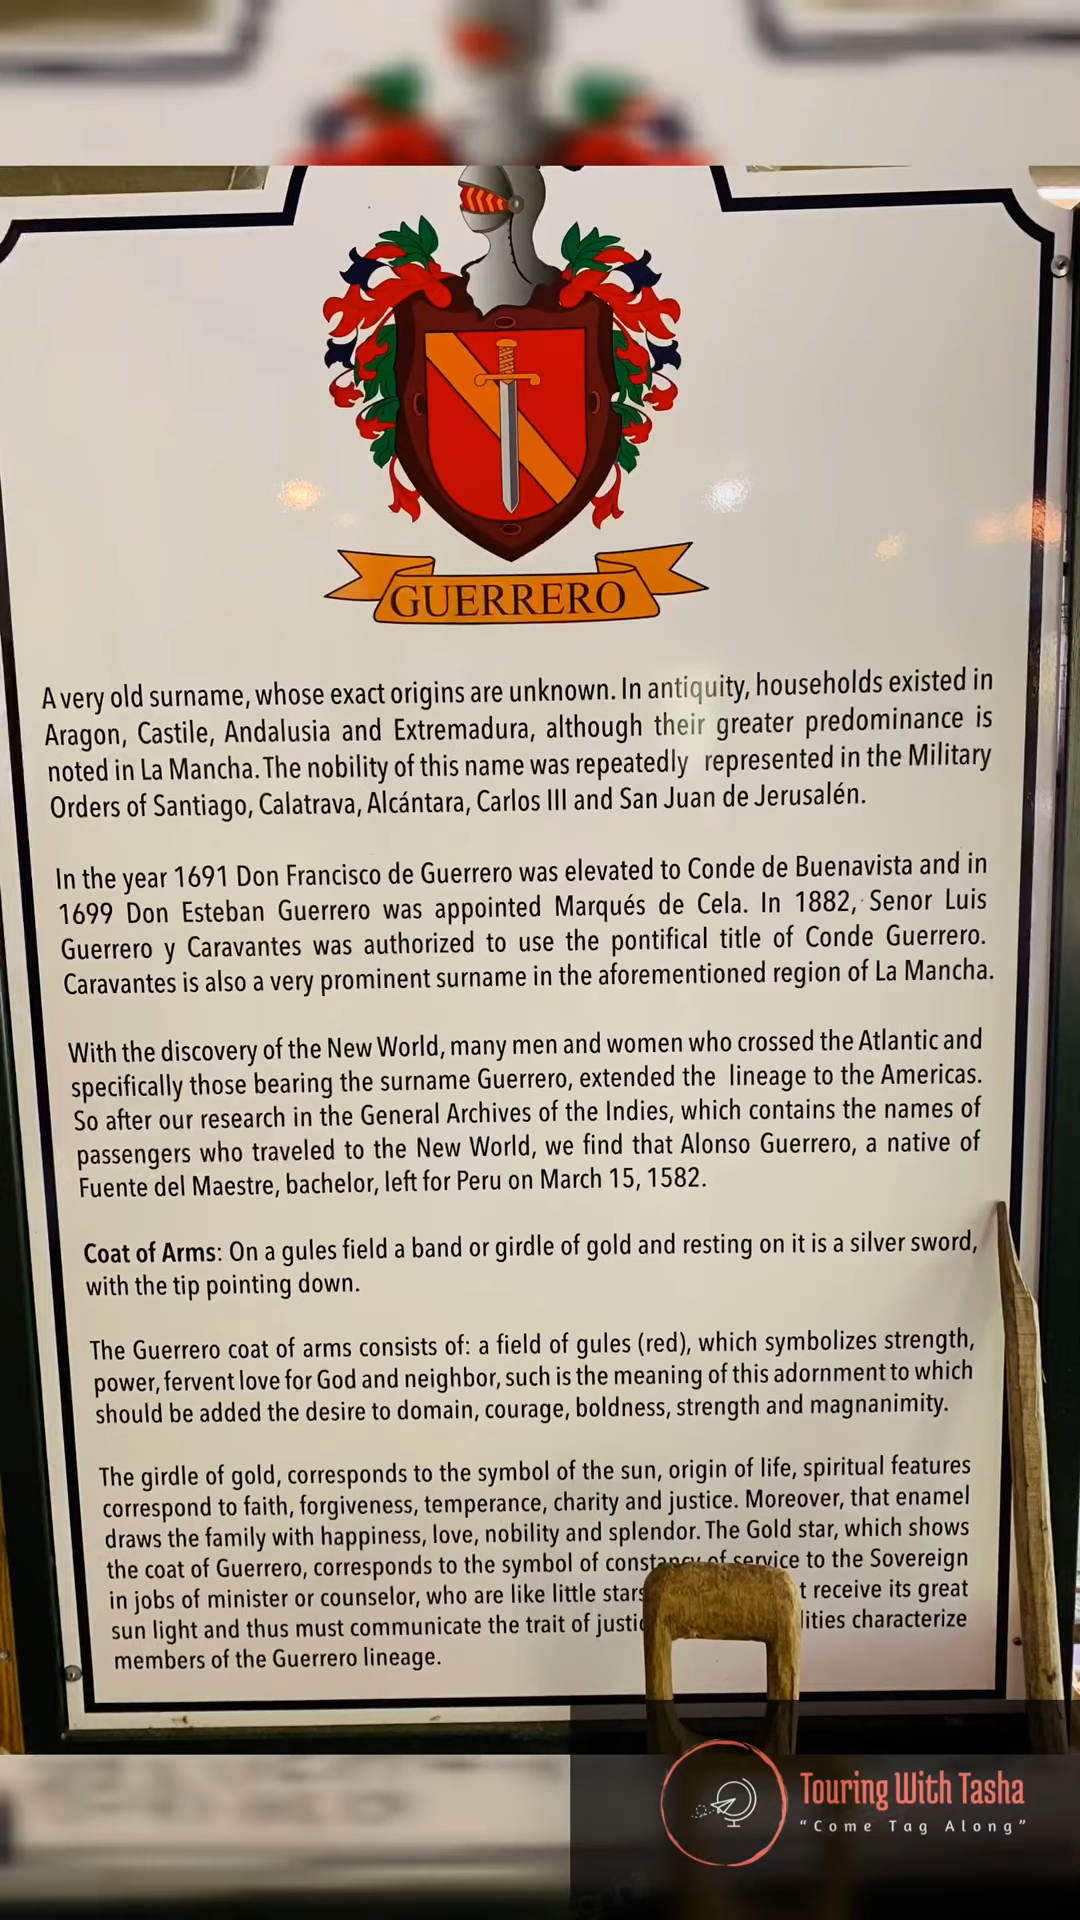 GUERRERO
A very old surname, whose exact origins are unknown. In antiquity, households existed in
Aragon, Castile, Andalusia and Extremadura, although their greater predominance is
noted in La Mancha. The nobility of this name was repeatedly represented in the Military
Orders of Santiago, Calatrava, Alcántara, Carlos III and San Juan de Jerusalén.
In the year 1691 Don Francisco de Guerrero was elevated to Conde de Buenavista and in
1699 Don Esteban Guerrero was appointed Marqués de Cela. In 1882, Senor Luis
Guerrero y Caravantes was authorized to use the pontifical title of Conde Guerrero.
Caravantes is also a very prominent surname in the aforementioned region of La Mancha.
With the discovery of the New World, many men and women who crossed the Atlantic and
specifically those bearing the surname Guerrero, extended the lineage to the Americas.
So after our research in the General Archives of the Indies, which contains the names of
passengers who traveled to the New World, we find that Alonso Guerrero, a native of
Fuente del Maestre, bachelor, left for Peru on March 15, 1582.
Coat of Arms: On a gules field a band or girdle of gold and resting on it is a silver sword,
with the tip pointing down.
The Guerrero coat of arms consists of: a field of gules (red), which symbolizes strength,
power, fervent love for God and neighbor, such is the meaning of this adornment to which
should be added the desire to domain, courage, boldness, strength and magnanimity.
The girdle of gold, corresponds to the symbol of the sun, origin of life, spiritual features
correspond to faith, forgiveness, temperance, charity and justice. Moreover, that enamel
draws the family with happiness, love, nobility and splendor. The Gold star, which shows
the coat of Guerrero, corresponds to the symbol of constancy of service to the Sovereign
in jobs of minister or counselor, who are like little stars receive its great
sun light and thus must communicate the trait of characterize
members of the Guerrero lineage.
Touring With Tasha
"Come Tag Along"